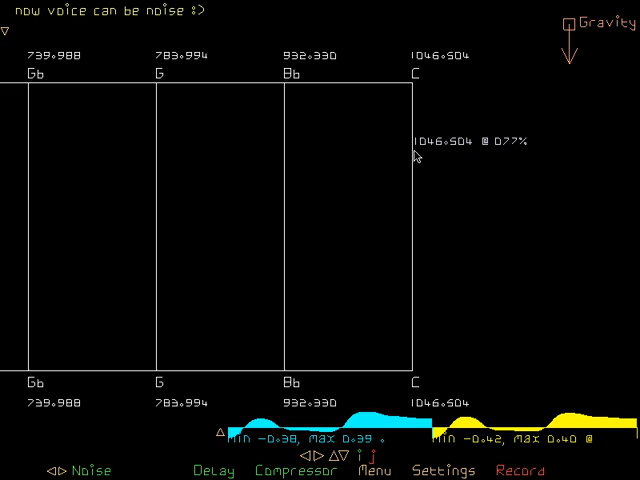 now voice can be noise :)
Gravity
739.988 783.994 932.330 1046.504
Gb G Bb C
1046.504 @ 077%
Gb G Bb C
739.988 783.994 932.330 1046.504
Min -0.38, Max 0.39 . Min -0.42, Max 0.40 @
i j
Noise Delay Compressor Menu Settings Record